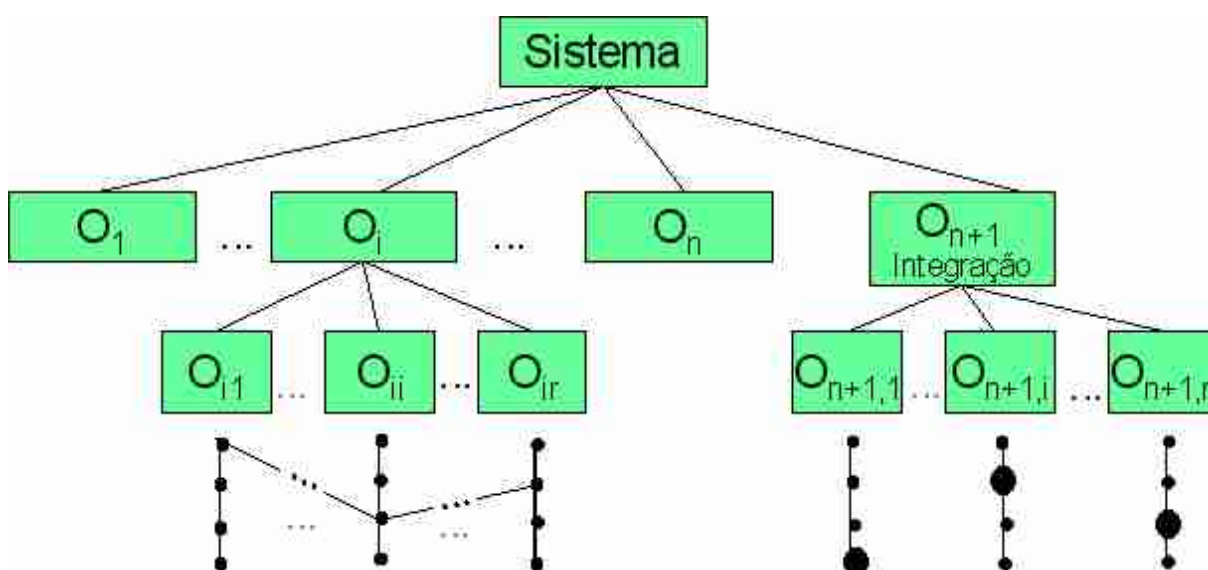 Sistema
O1 ... Oi ... On On+1
Integração
Oi1 ... Oii ... Oir On+1,1 ... On+1,i ... On+1,r
... ...
... ...